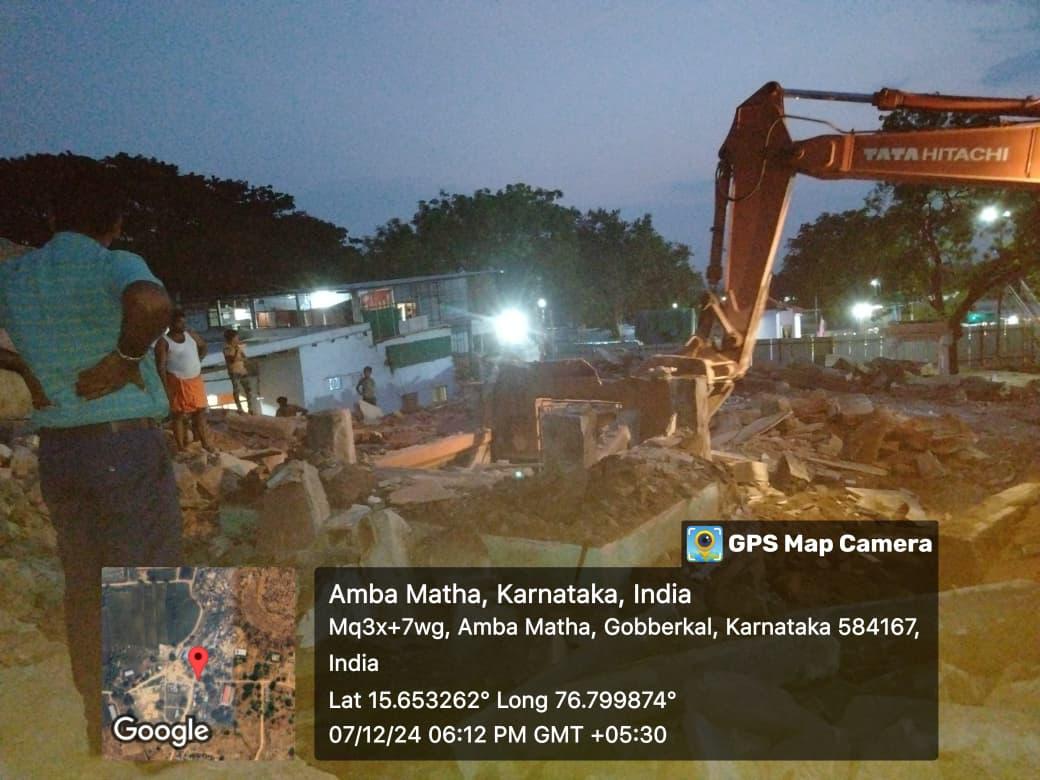 TATA HITACHI
GPS Map Camera
Amba Matha, Karnataka, India
Mq3x+7wg, Amba Matha, Gobberkal, Karnataka 584167,
India
Lat 15.653262° Long 76.799874°
07/12/24 06:12 PM GMT +05:30
Google